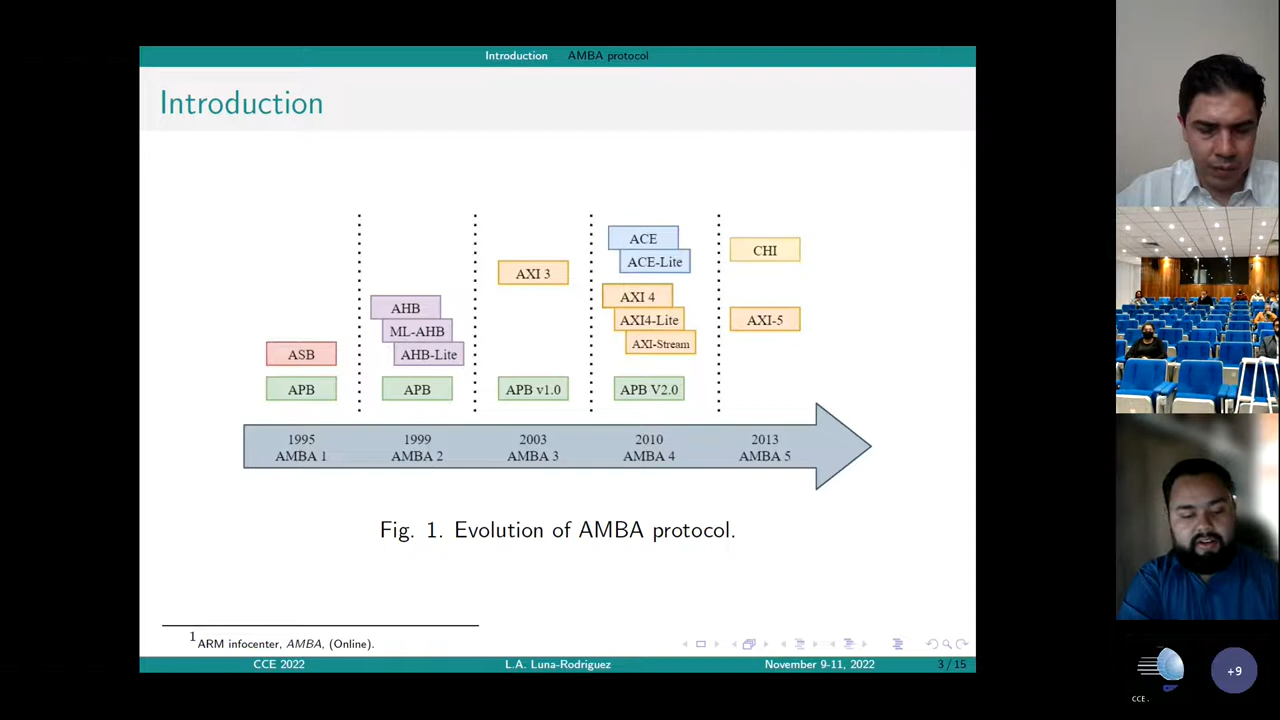 Introduction AMBA protocol
Introduction
ACE
ACE-Lite
CHI
AXI 3
AXI 4
AXI4-Lite
AXI-Stream
AXI-5
AHB
ML-AHB
AHB-Lite
ASB
APB
APB
APB v1.0
APB V2.0
1995
AMBA 1
1999
AMBA 2
2003
AMBA 3
2010
AMBA 4
2013
AMBA 5
Fig. 1. Evolution of AMBA protocol.
1 ARM infocenter, AMBA, (Online).
CCE 2022 L.A. Luna-Rodriguez November 9-11, 2022 3 / 15
CCE.
+9